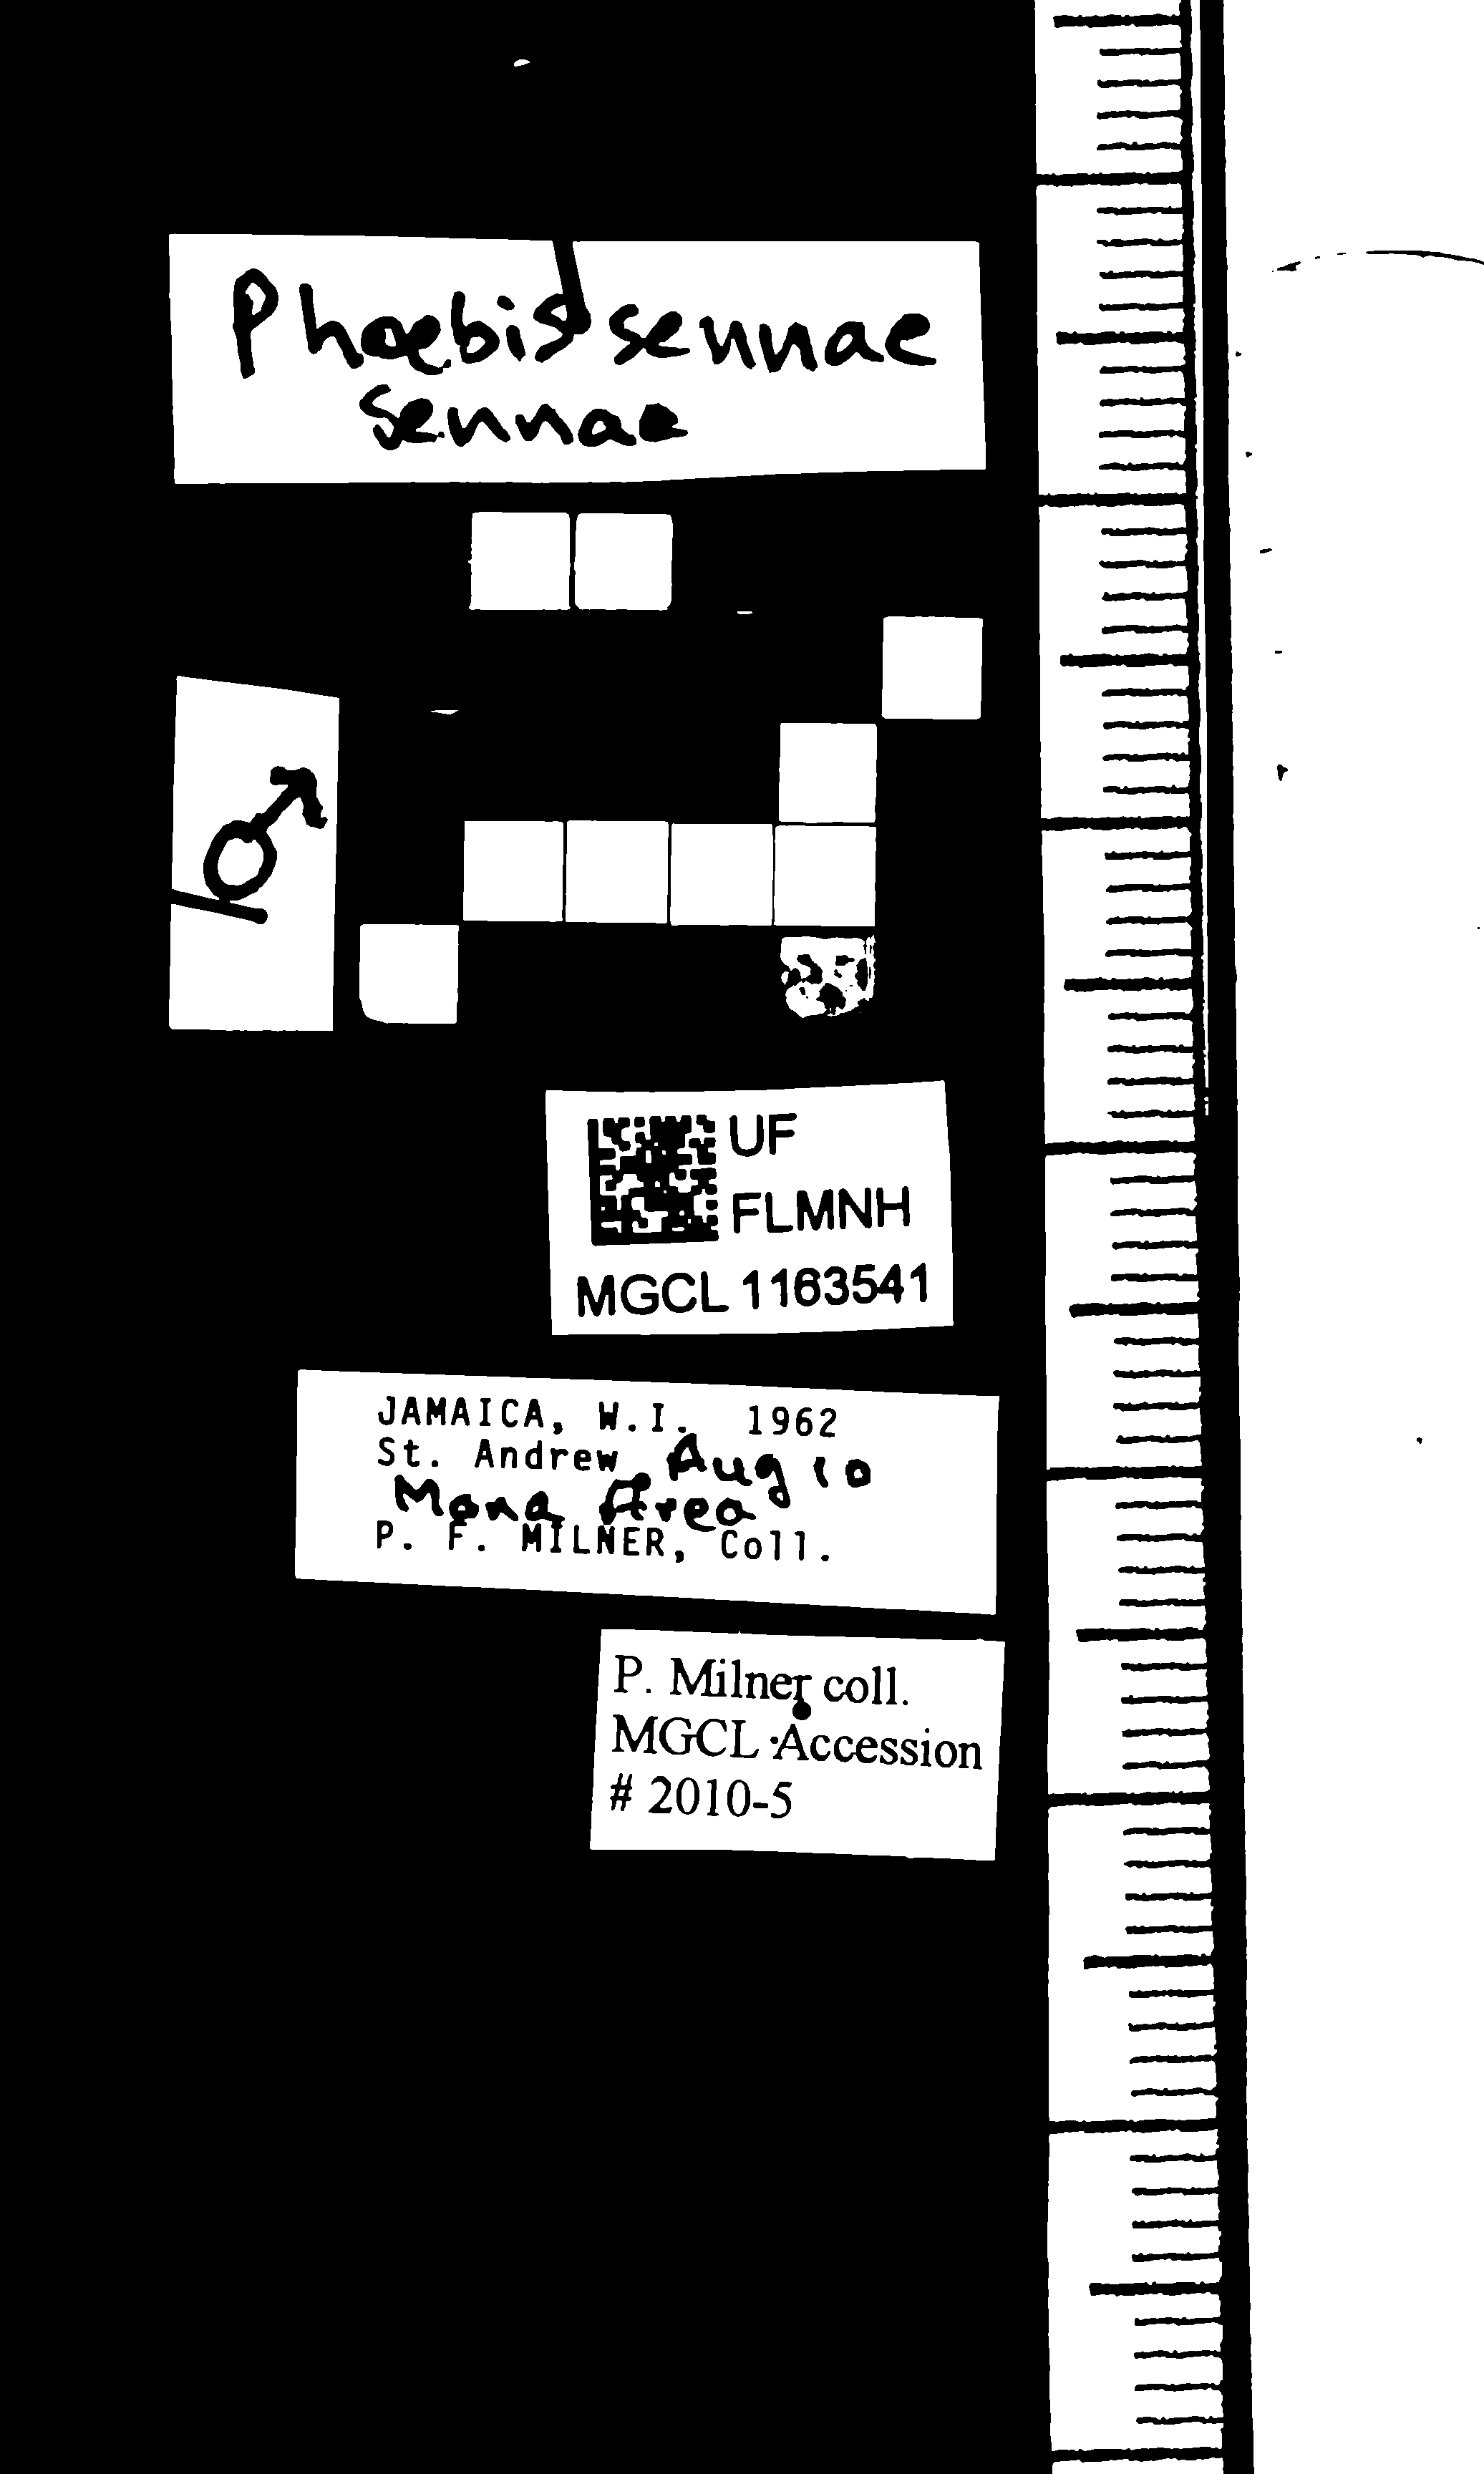 Phoebis sennae
sennae
♂
UF
FLMNH
MGCL 1163541
JAMAICA, W.I. 1962
St. Andrew Aug 10
Mona Area
P. F. MILNER, Coll.
P. Milner coll.
MGCL Accession
# 2010-5